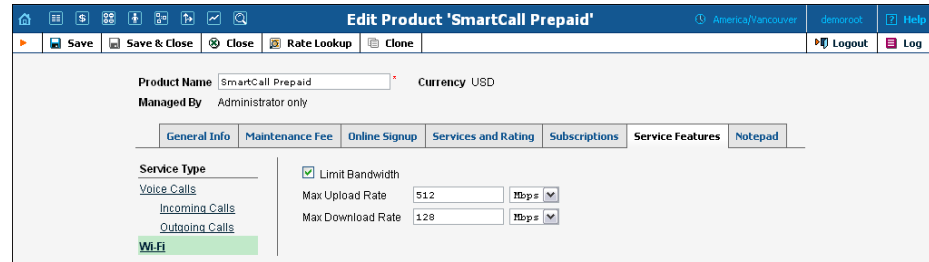 Edit Product 'SmartCall Prepaid' America/Vancouver demoroot ? Help
Save Save & Close Close Rate Lookup Clone Logout Log
Product Name SmartCall Prepaid * Currency USD
Managed By Administrator only
General Info Maintenance Fee Online Signup Services and Rating Subscriptions Service Features Notepad
Service Type
Limit Bandwidth
Voice Calls
Max Upload Rate 512 Mbps
Incoming Calls
Max Download Rate 128 Mbps
Outgoing Calls
Wi-Fi